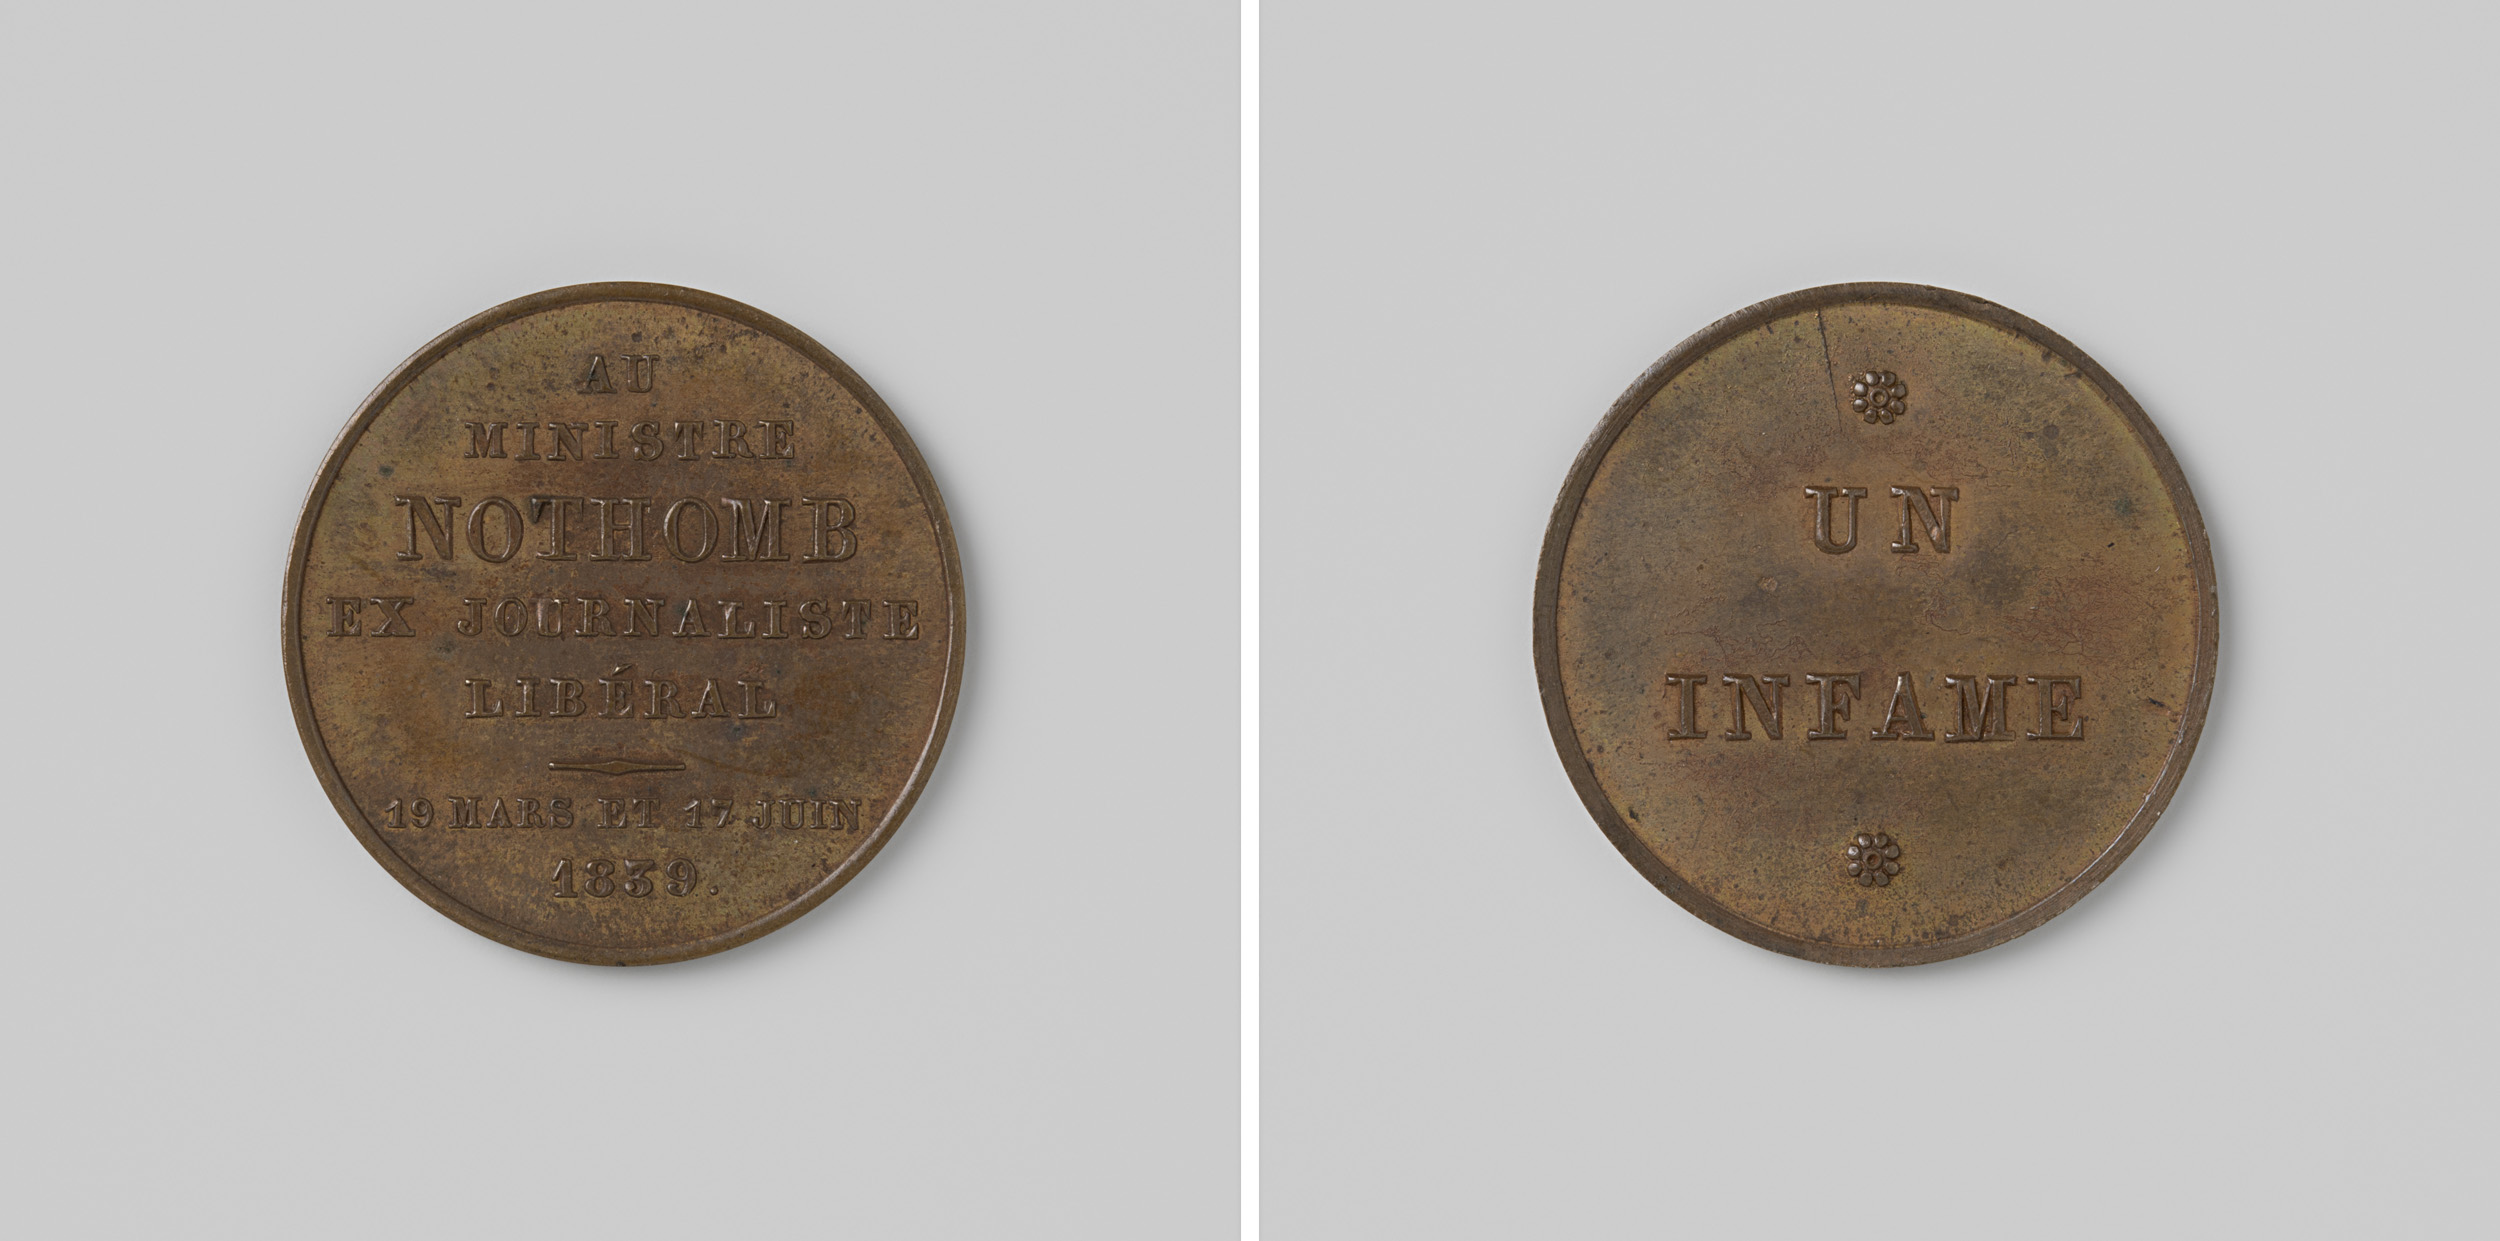 AU
MINISTRE
NOTHOMB
EX JOURNALISTE
LIBÉRAL
19 MARS ET 17 JUIN
1839.
UN
INFAME